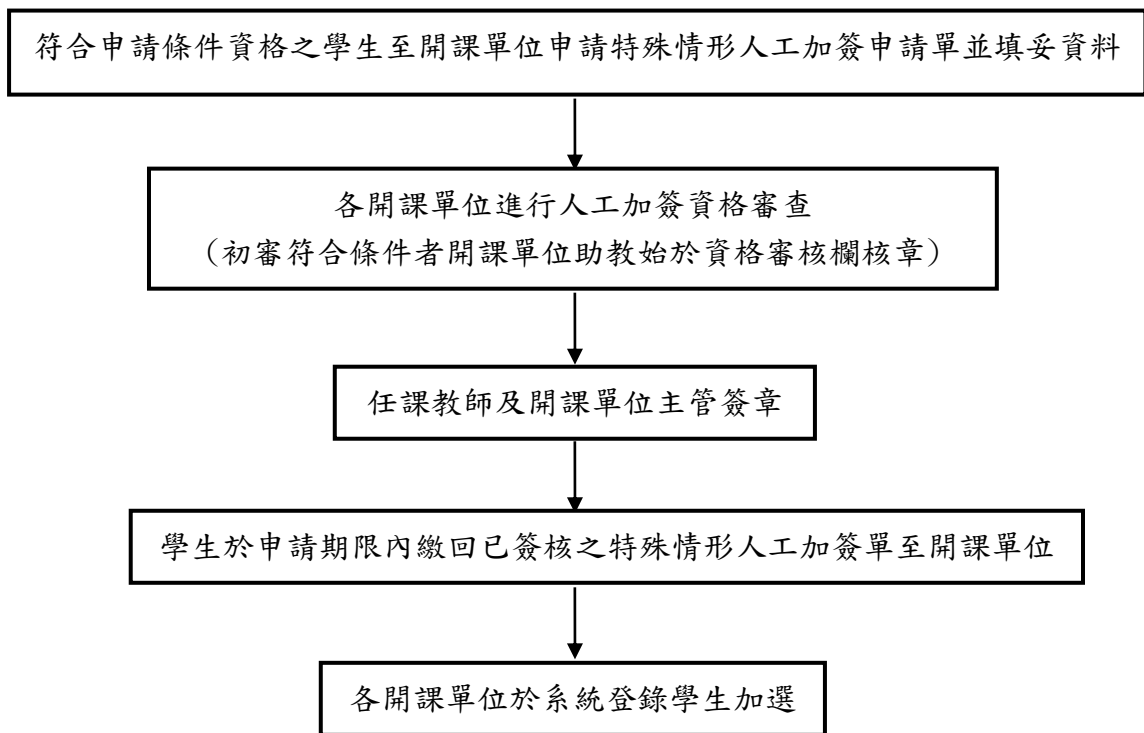 符合申請條件資格之學生至開課單位申請特殊情形人工加簽申請單並填妥資料
各開課單位進行人工加簽資格審查
（初審符合條件者開課單位助教始於資格審核欄核章）
任課教師及開課單位主管簽章
學生於申請期限內繳回已簽核之特殊情形人工加簽單至開課單位
各開課單位於系統登錄學生加選